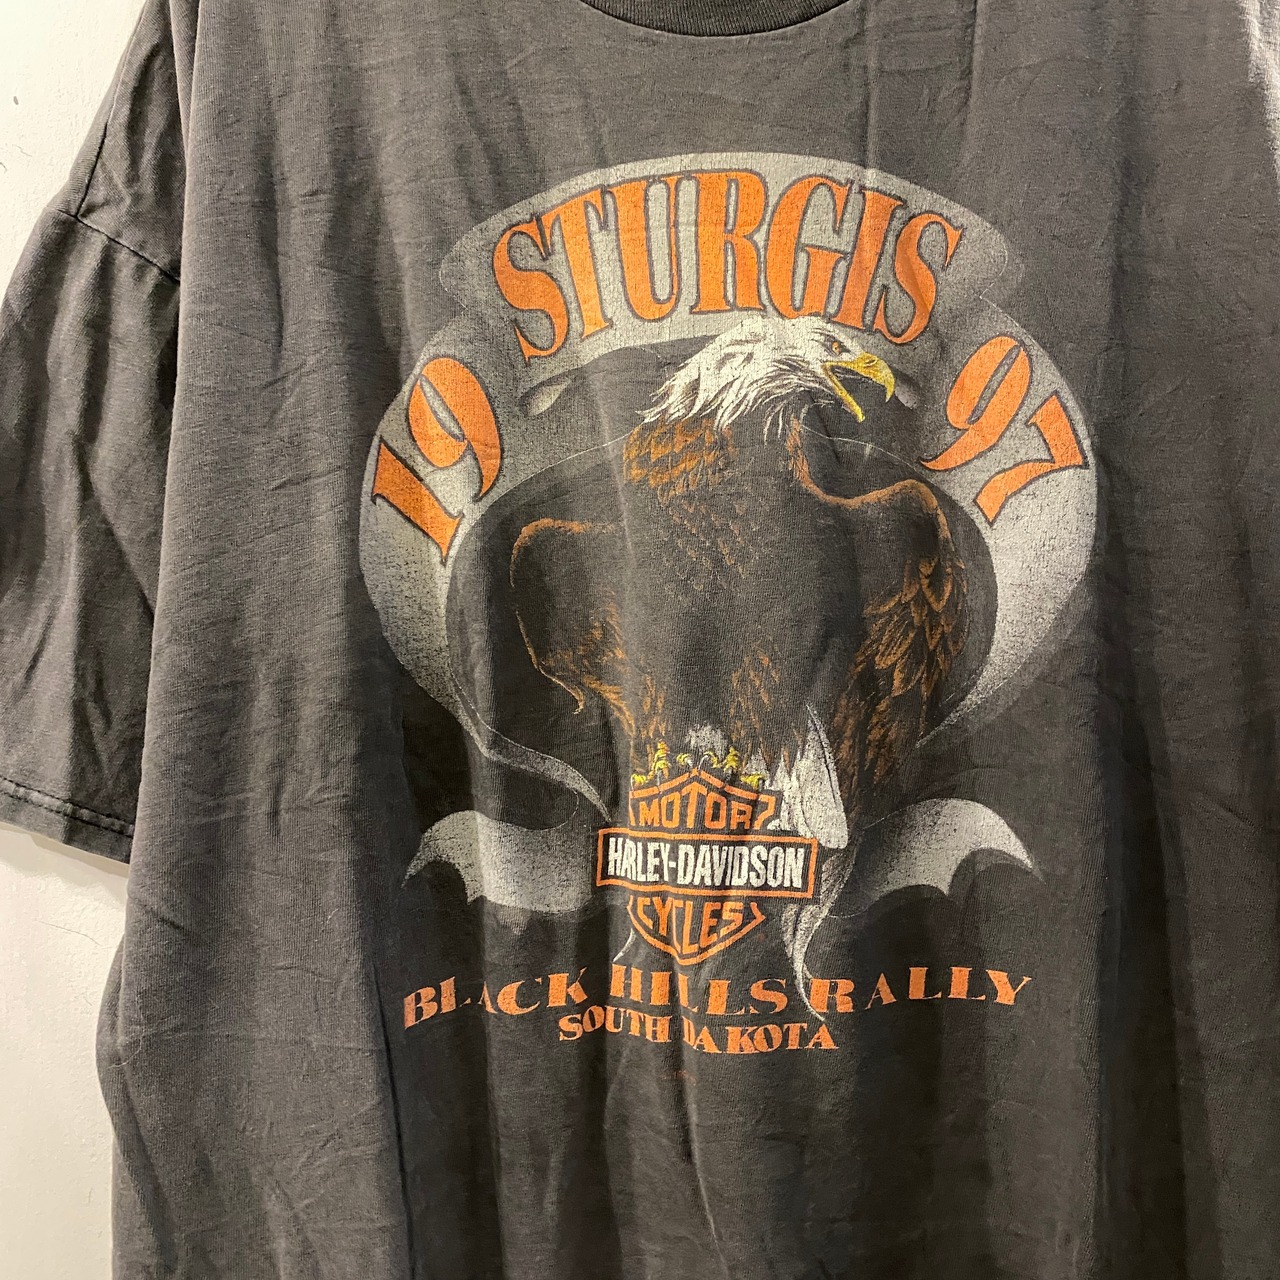 STURGIS
19 97
MOTOR
HARLEY-DAVIDSON
CYCLES
BLACK HILLS RALLY
SOUTH DAKOTA